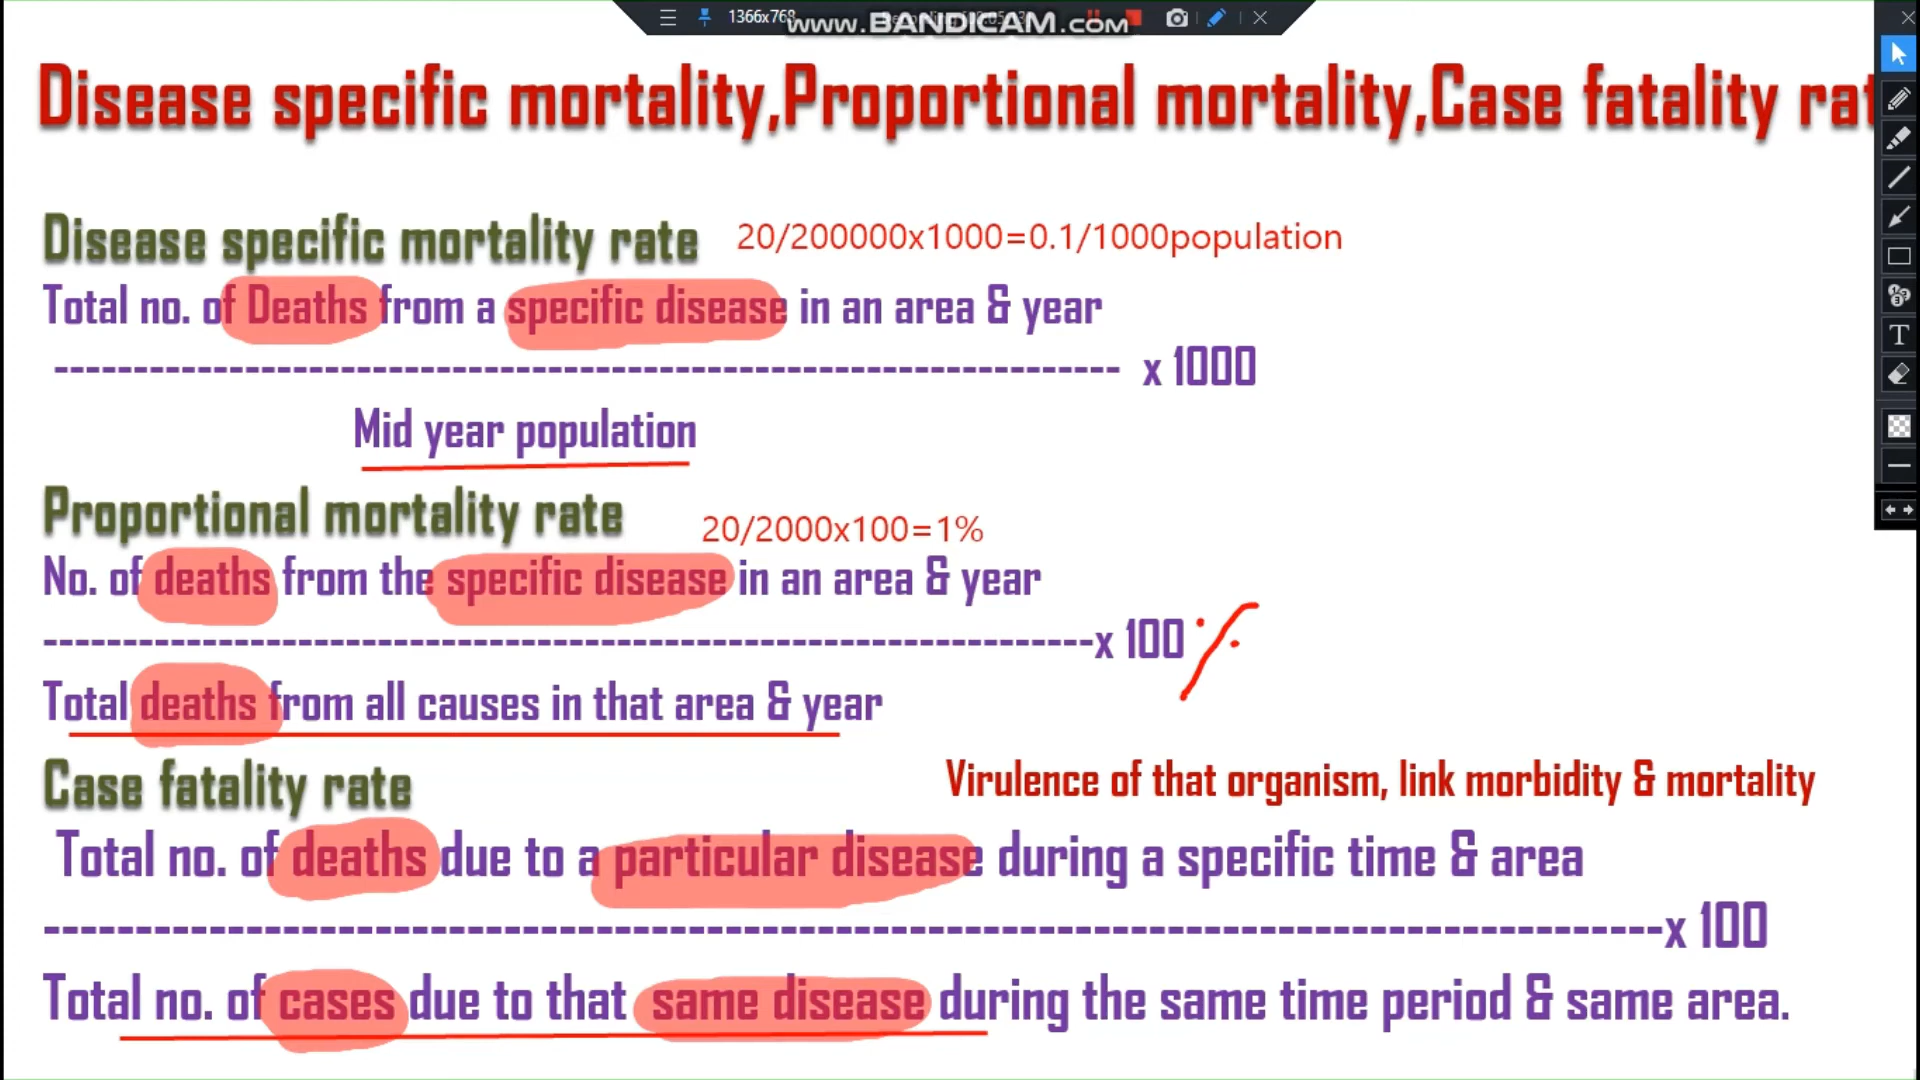 1366x768
www.BANDICAM.com
Disease specific mortality,Proportional mortality,Case fatality rat
Disease specific mortality rate
20/200000x1000=0.1/1000population
Total no. of Deaths from a specific disease in an area & year
---------------------------------------------------------------------- x 1000
Mid year population
Proportional mortality rate
20/2000x100=1%
No. of deaths from the specific disease in an area & year
---------------------------------------------------------------------x 100 %
Total deaths from all causes in that area & year
Case fatality rate
Virulence of that organism, link morbidity & mortality
Total no. of deaths due to a particular disease during a specific time & area
------------------------------------------------------------------------------------------x 100
Total no. of cases due to that same disease during the same time period & same area.